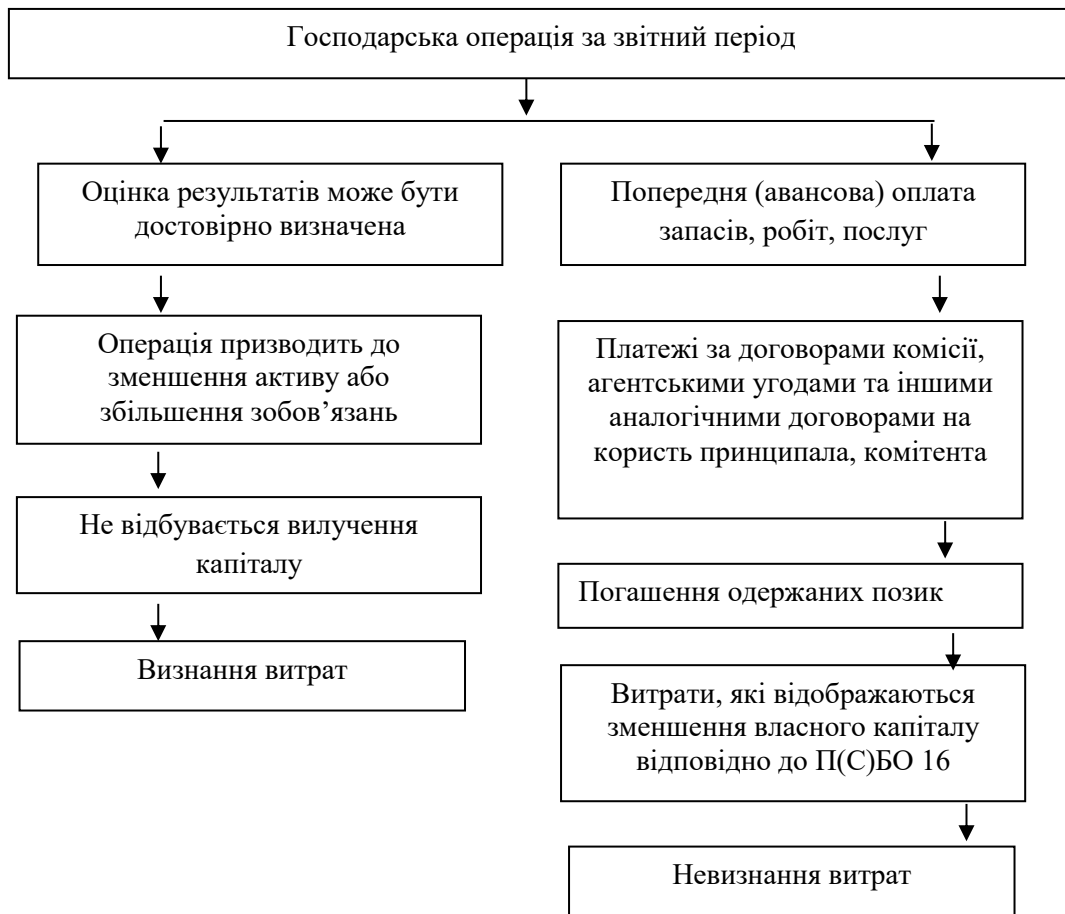 Господарська операція за звітний період
Оцінка результатів може бути
достовірно визначена
Операція призводить до
зменшення активу або
збільшення зобов’язань
Не відбувається вилучення
капіталу
Визнання витрат
Попередня (авансова) оплата
запасів, робіт, послуг
Платежі за договорами комісії,
агентськими угодами та іншими
аналогічними договорами на
користь принципала, комітента
Погашення одержаних позик
Витрати, які відображаються
зменшення власного капіталу
відповідно до П(С)БО 16
Невизнання витрат